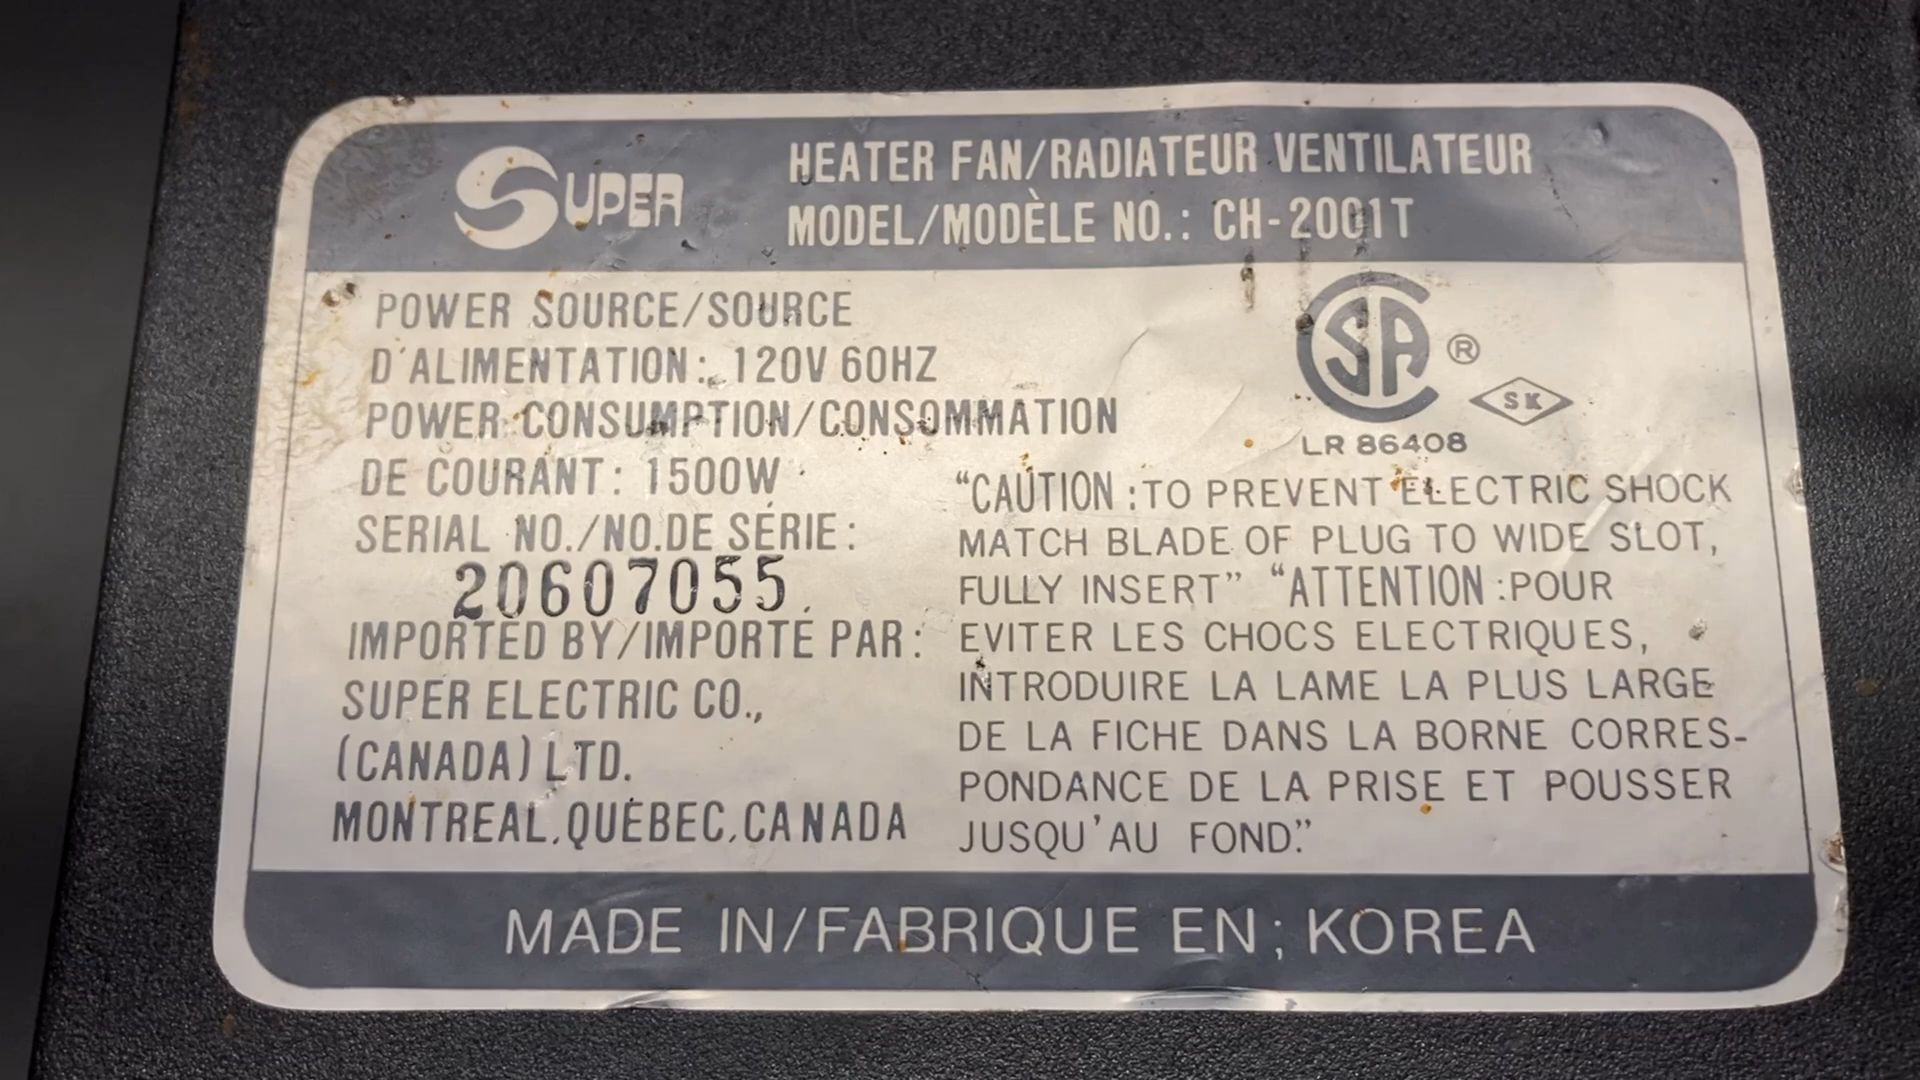 SUPER
HEATER FAN/RADIATEUR VENTILATEUR
MODEL/MODÈLE NO.: CH-2001T
POWER SOURCE/SOURCE
D'ALIMENTATION: 120V 60HZ
POWER CONSUMPTION/CONSOMMATION
DE COURANT: 1500W
SERIAL NO./NO.DE SÉRIE:
20607055
IMPORTED BY/IMPORTÉ PAR:
SUPER ELECTRIC CO.,
(CANADA) LTD.
MONTREAL,QUÉBEC,CANADA
CSA ®
SK
LR 86408
"CAUTION :TO PREVENT ELECTRIC SHOCK
MATCH BLADE OF PLUG TO WIDE SLOT,
FULLY INSERT" "ATTENTION :POUR
EVITER LES CHOCS ELECTRIQUES,
INTRODUIRE LA LAME LA PLUS LARGE
DE LA FICHE DANS LA BORNE CORRES-
PONDANCE DE LA PRISE ET POUSSER
JUSQU'AU FOND."
MADE IN/FABRIQUE EN; KOREA